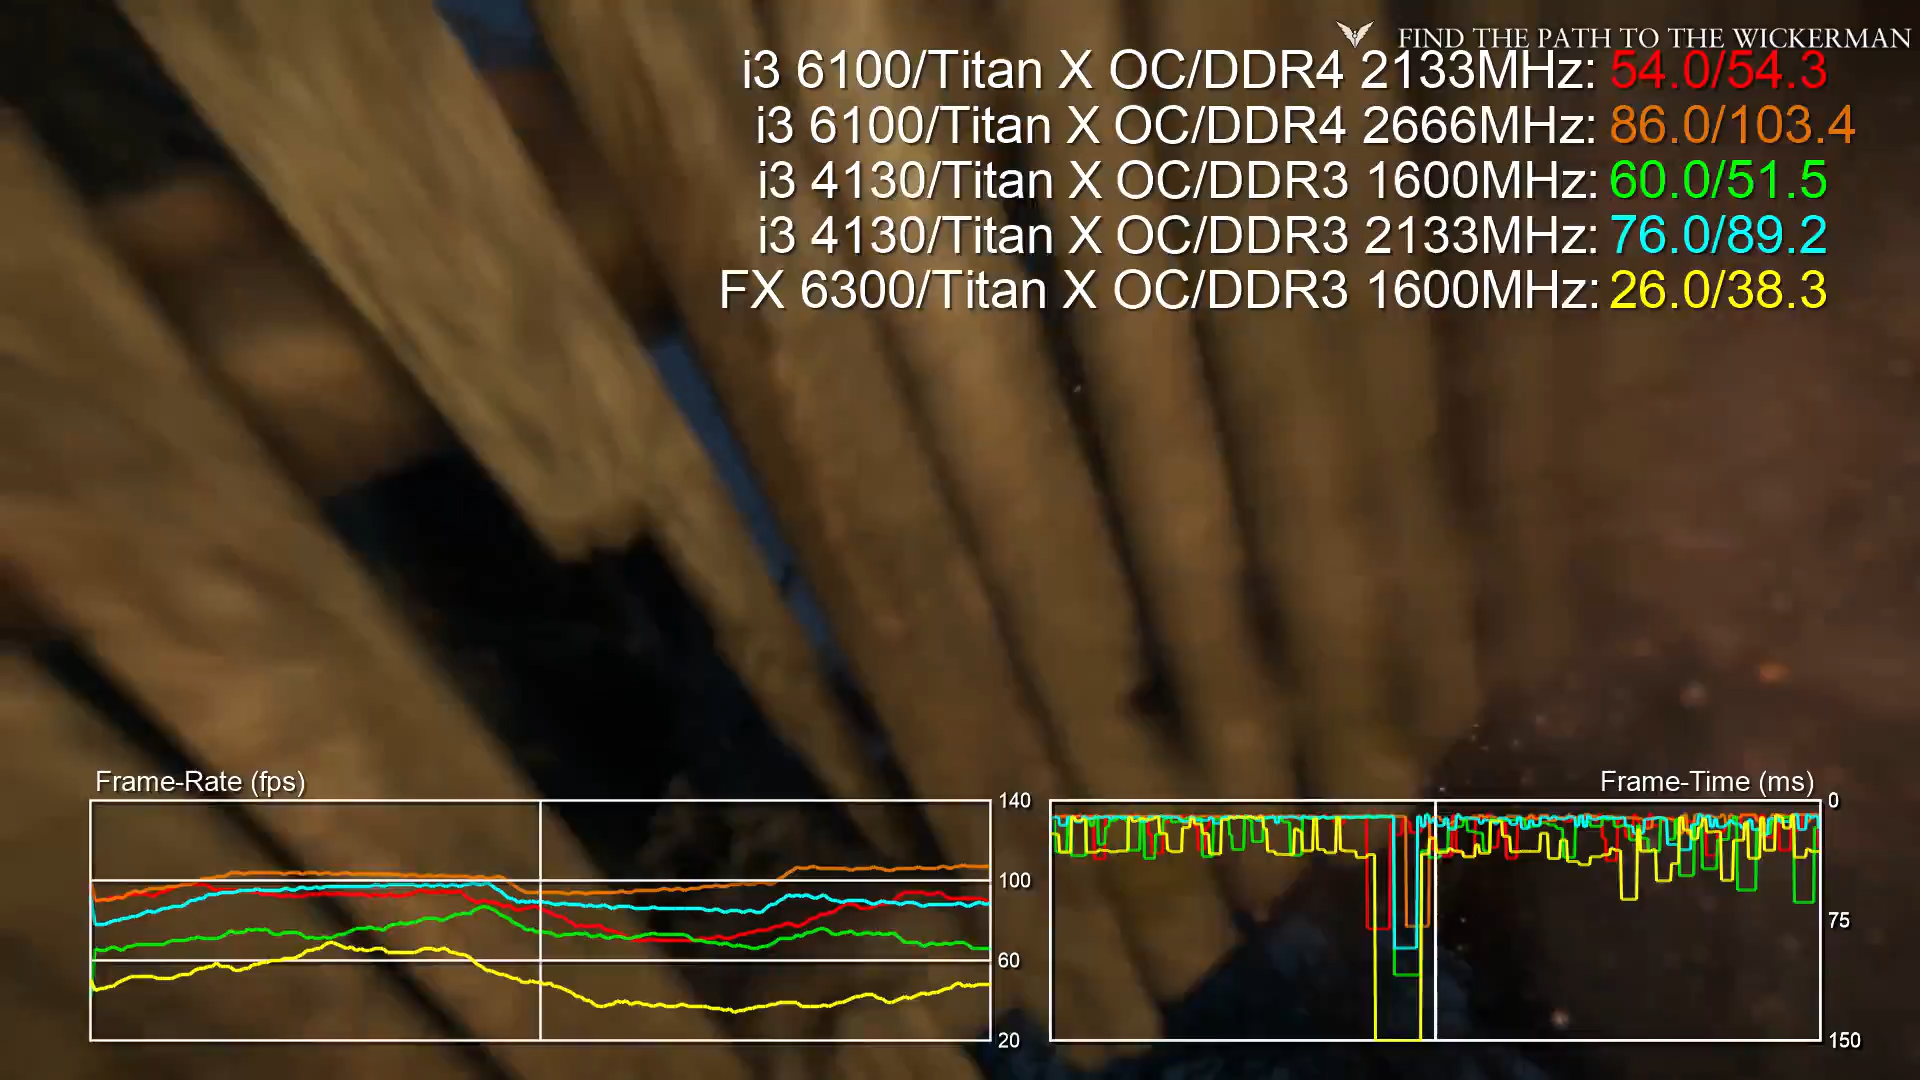 FIND THE PATH TO THE WICKERMAN
i3 6100/Titan X OC/DDR4 2133MHz: 54.0/54.3
i3 6100/Titan X OC/DDR4 2666MHz: 86.0/103.4
i3 4130/Titan X OC/DDR3 1600MHz: 60.0/51.5
i3 4130/Titan X OC/DDR3 2133MHz: 76.0/89.2
FX 6300/Titan X OC/DDR3 1600MHz: 26.0/38.3
Frame-Rate (fps)
140
100
60
20
Frame-Time (ms)
0
75
150